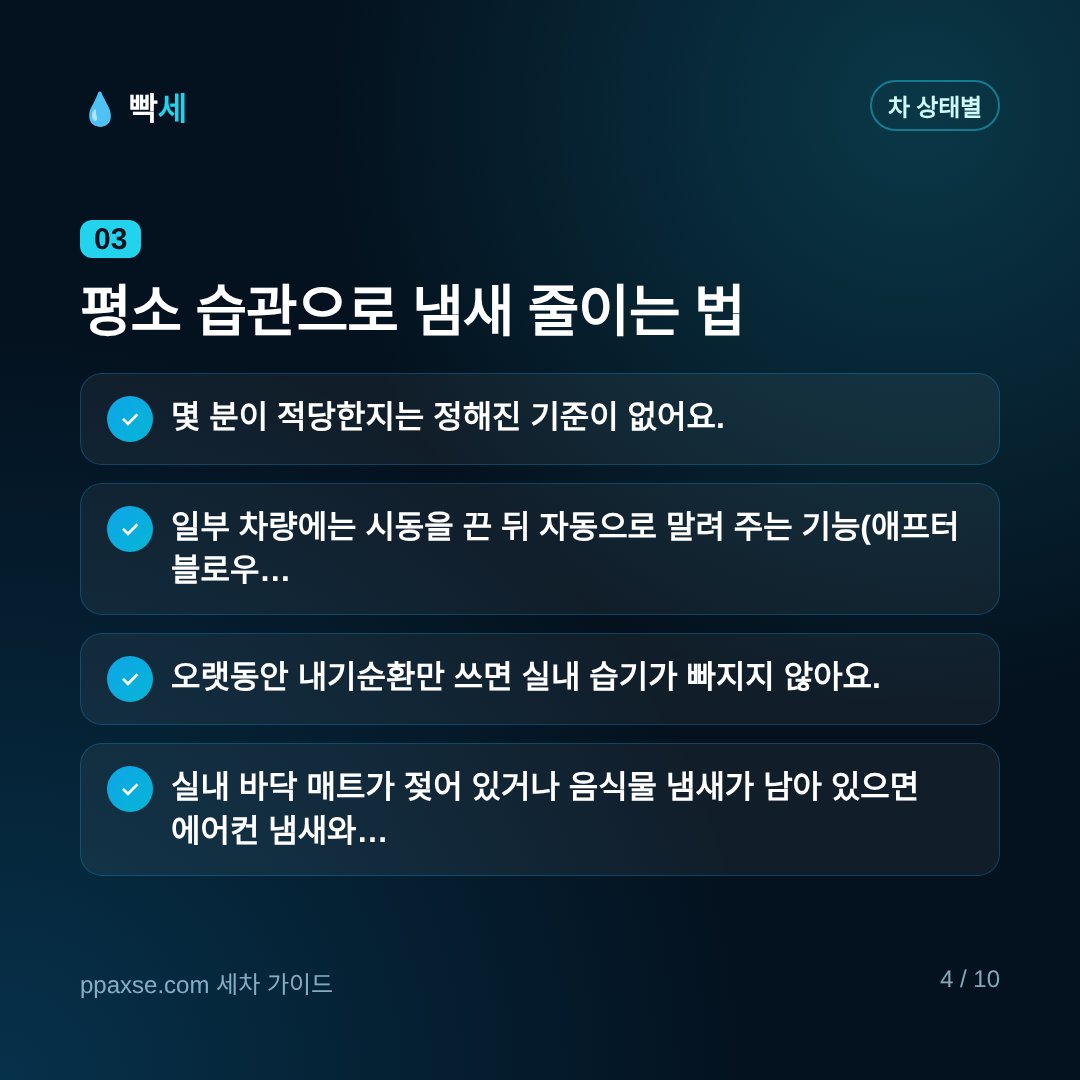 빡세
차 상태별
03
평소 습관으로 냄새 줄이는 법
몇 분이 적당한지는 정해진 기준이 없어요.
일부 차량에는 시동을 끈 뒤 자동으로 말려 주는 기능(애프터
블로우…
오랫동안 내기순환만 쓰면 실내 습기가 빠지지 않아요.
실내 바닥 매트가 젖어 있거나 음식물 냄새가 남아 있으면
에어컨 냄새와…
ppaxse.com 세차 가이드
4 / 10